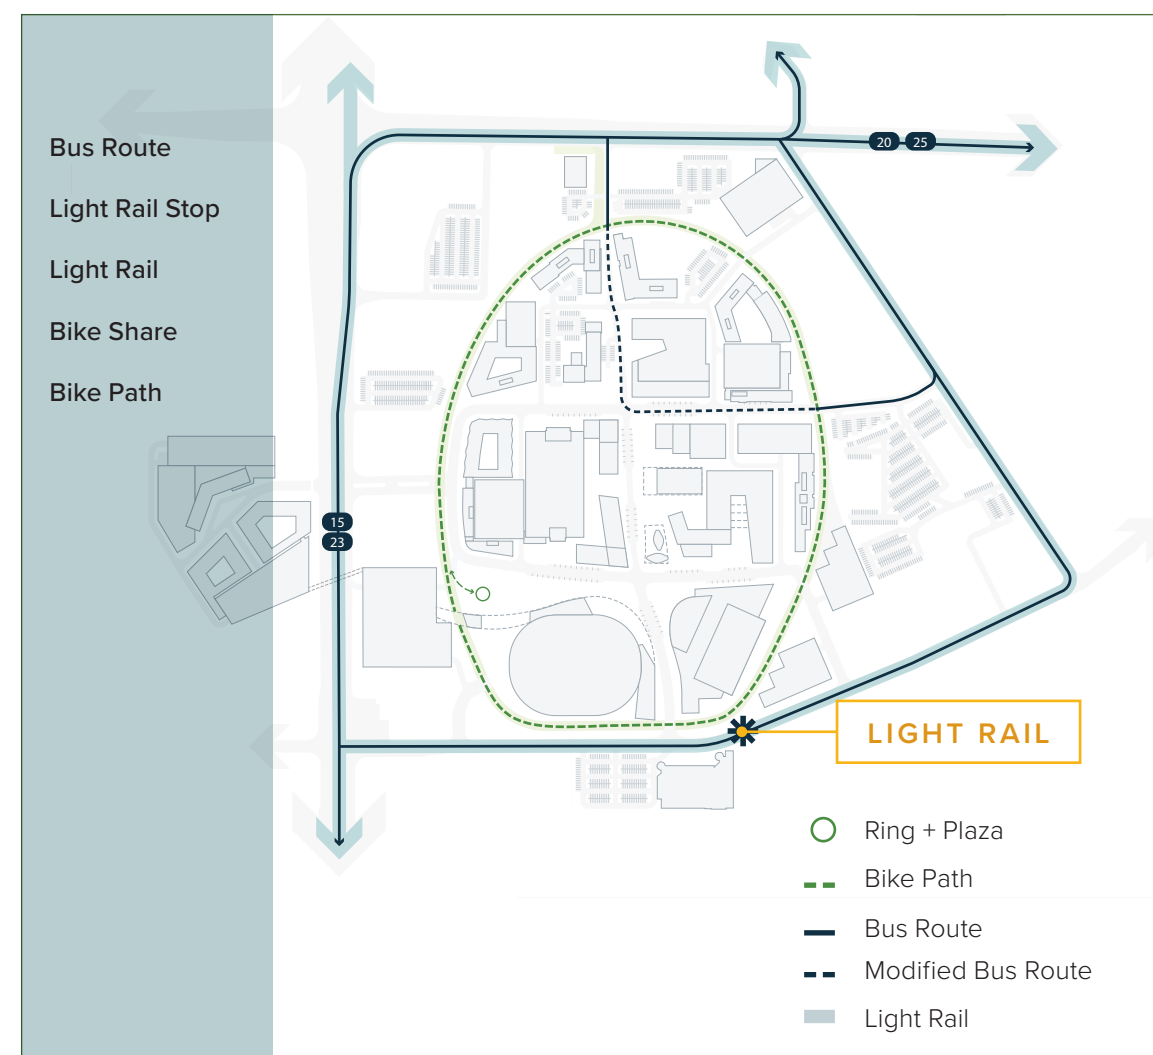 Bus Route
Light Rail Stop
Light Rail
Bike Share
Bike Path
20 25
15
23
LIGHT RAIL
Ring + Plaza
Bike Path
Bus Route
Modified Bus Route
Light Rail